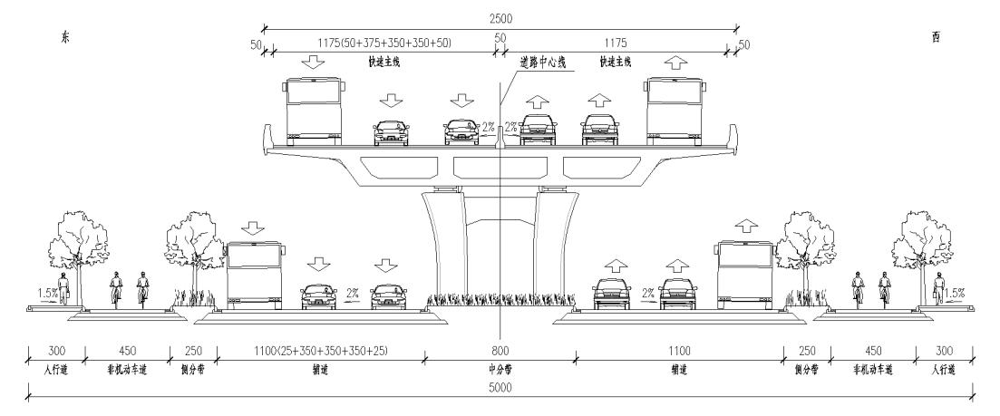 2500
东
西
50 1175(50+375+350+350+50) 50 1175 50
快速主线 道路中心线 快速主线
2% 2%
1.5% 2% 2% 1.5%
300 450 250 1100(25+350+350+350+25) 800 1100 250 450 300
人行道 非机动车道 侧分带 辅道 中分带 辅道 侧分带 非机动车道 人行道
5000